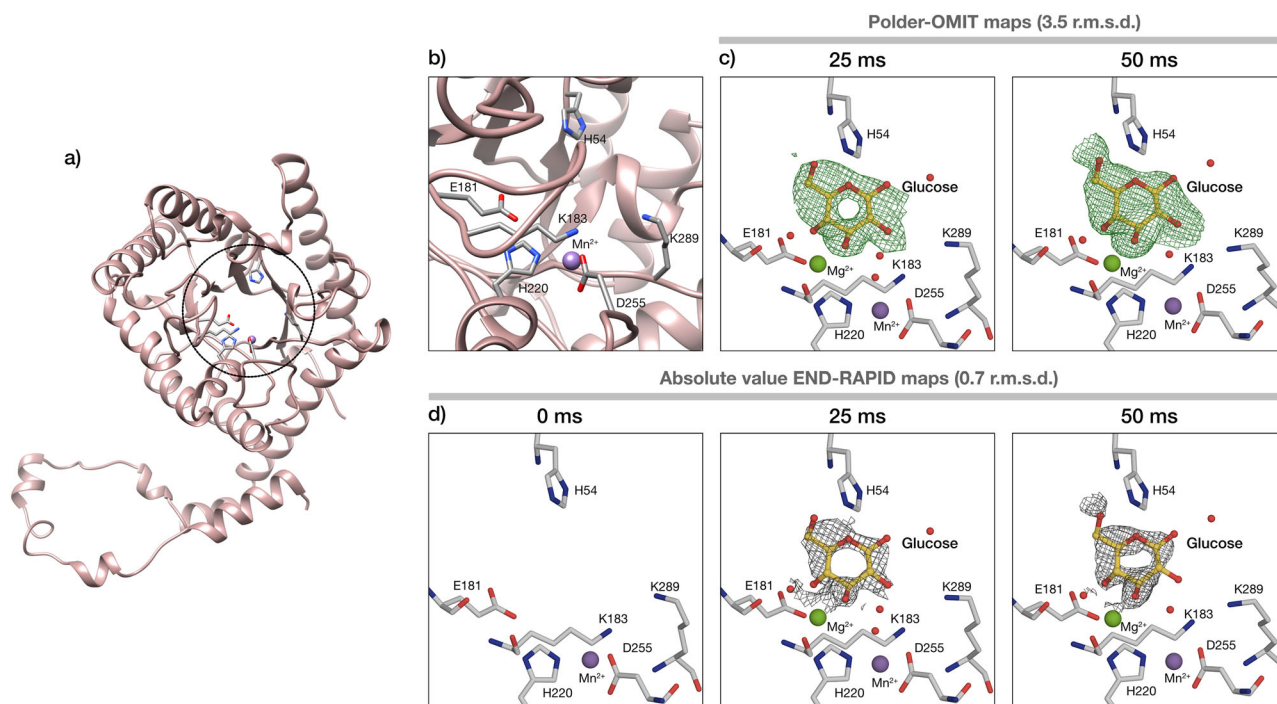 Polder-OMIT maps (3.5 r.m.s.d.)
a)
b)
H54
E181
K183
Mn²⁺
K289
H220
D255
c)
25 ms
H54
Glucose
E181
K289
Mg²⁺
K183
D255
H220
Mn²⁺
50 ms
H54
Glucose
E181
K289
Mg²⁺
K183
D255
H220
Mn²⁺
Absolute value END-RAPID maps (0.7 r.m.s.d.)
d)
0 ms
H54
E181
K289
K183
D255
Mn²⁺
H220
25 ms
H54
Glucose
E181
K289
Mg²⁺
K183
D255
H220
Mn²⁺
50 ms
H54
Glucose
E181
K289
Mg²⁺
K183
D255
H220
Mn²⁺